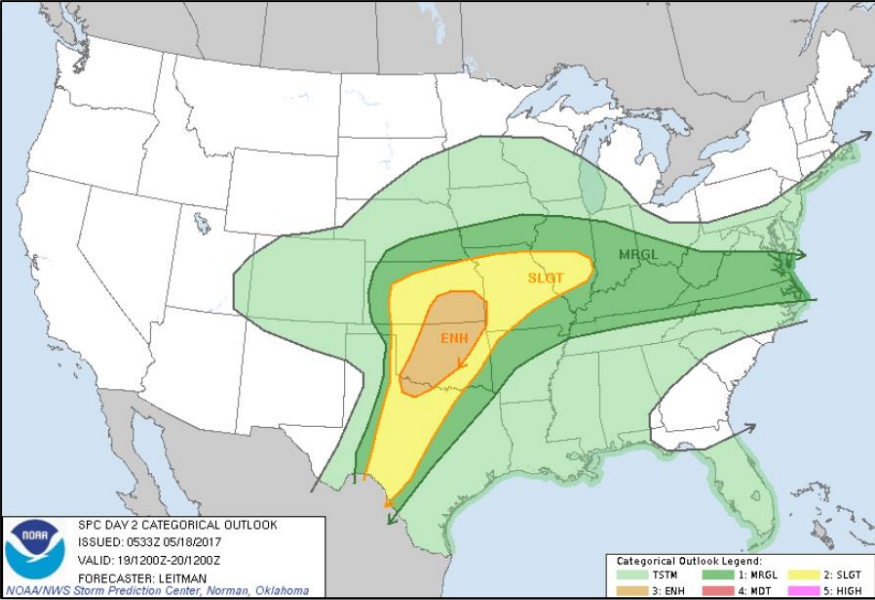 MRGL
SLGT
ENH
NOAA
SPC DAY 2 CATEGORICAL OUTLOOK
ISSUED: 0533Z 05/18/2017
VALID: 19/1200Z-20/1200Z
FORECASTER: LEITMAN
NOAA/NWS Storm Prediction Center, Norman, Oklahoma
Categorical Outlook Legend:
TSTM 1: MRGL 2: SLGT
3: ENH 4: MDT 5: HIGH